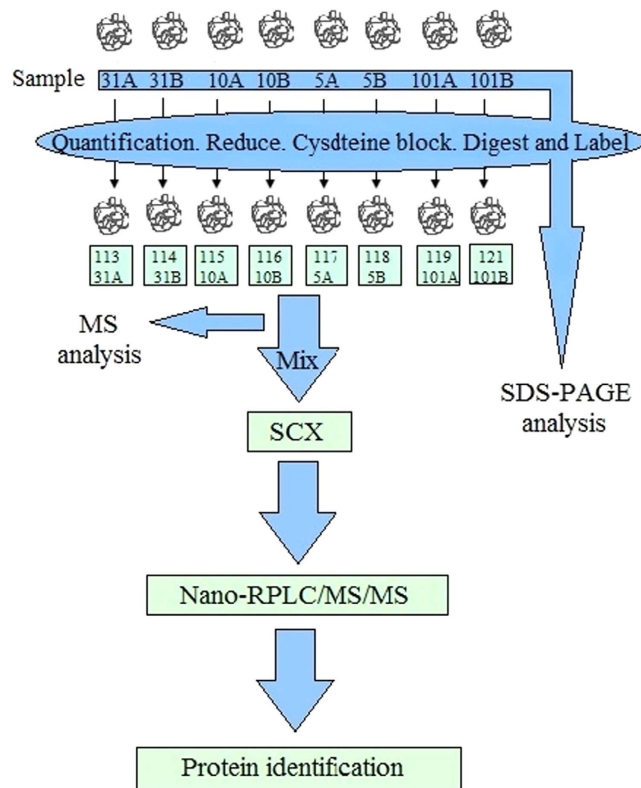 Sample 31A 31B 10A 10B 5A 5B 101A 101B
Quantification. Reduce. Cysdteine block. Digest and Label
113 114 115 116 117 118 119 121
31A 31B 10A 10B 5A 5B 101A 101B
MS
analysis
Mix
SDS-PAGE
analysis
SCX
Nano-RPLC/MS/MS
Protein identification